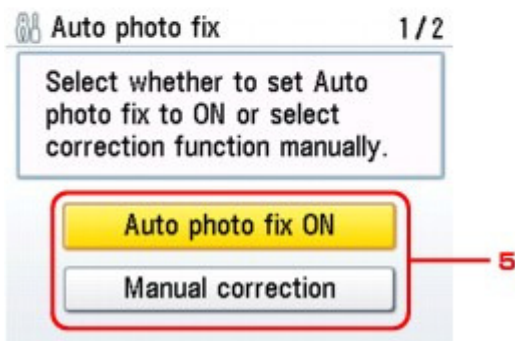 Auto photo fix 1/2
Select whether to set Auto
photo fix to ON or select
correction function manually.
Auto photo fix ON
5
Manual correction